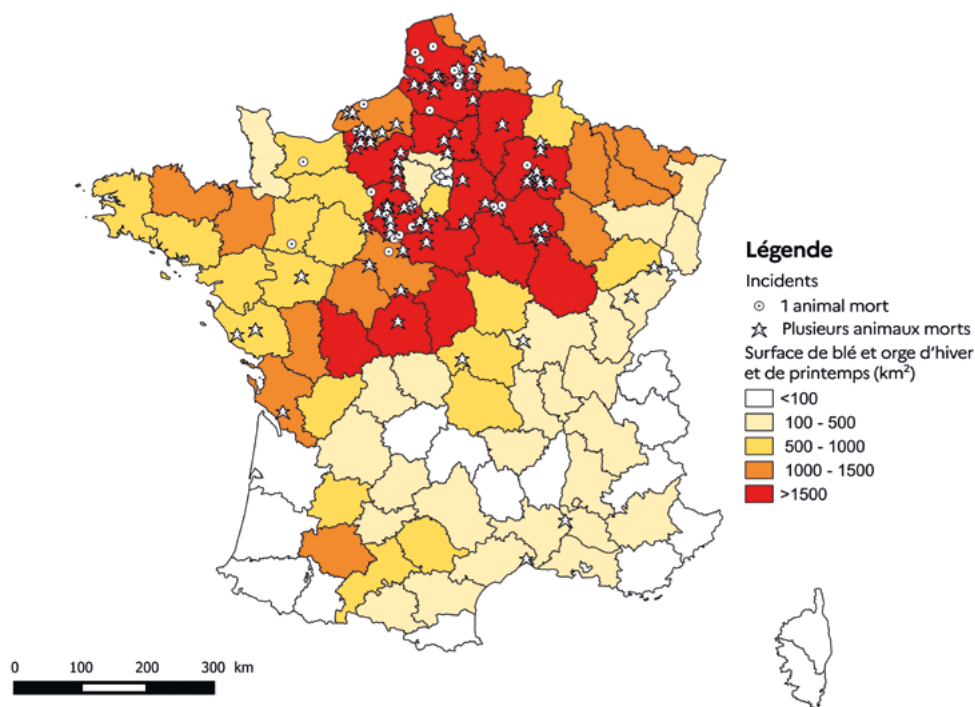 Légende
Incidents
1 animal mort
Plusieurs animaux morts
Surface de blé et orge d'hiver
et de printemps (km²)
<100
100 - 500
500 - 1000
1000 - 1500
>1500
0 100 200 300 km